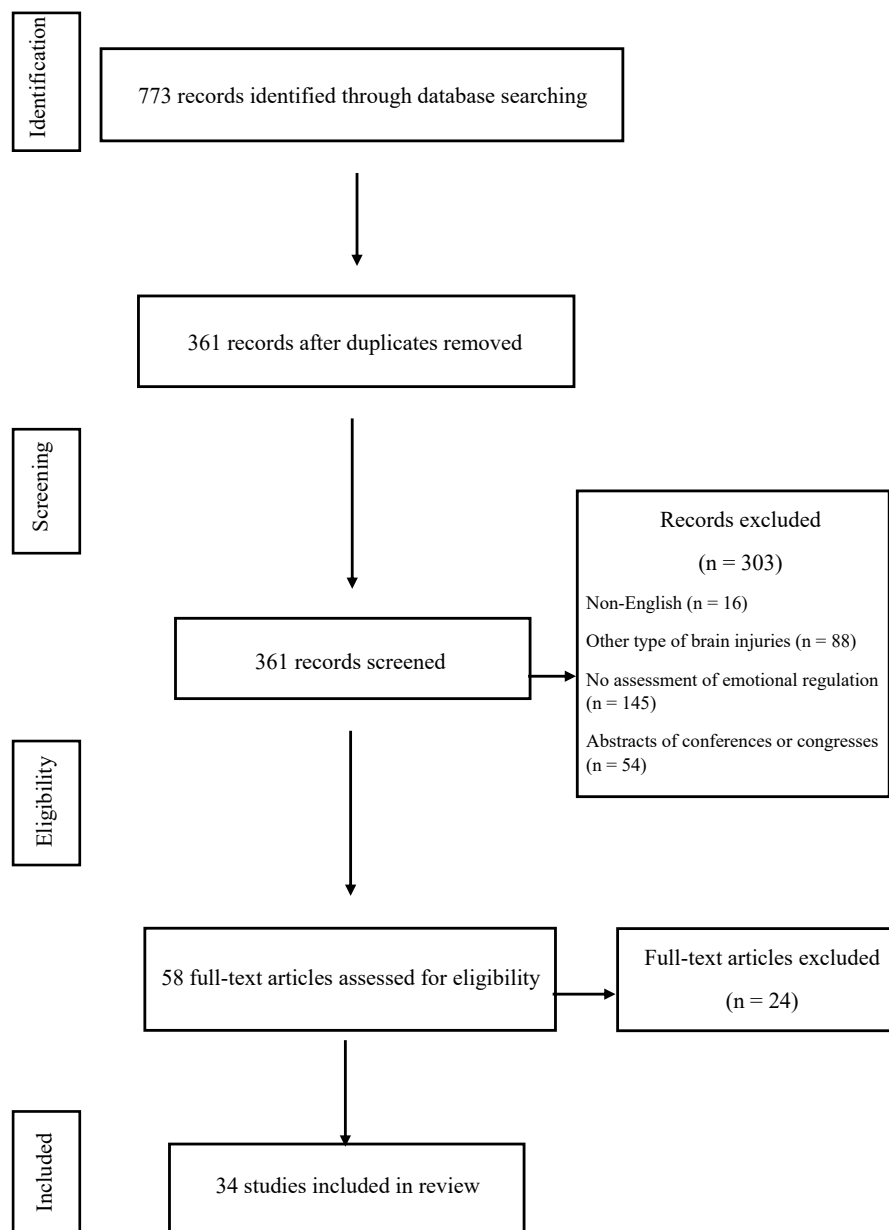 Identification
773 records identified through database searching
361 records after duplicates removed
Screening
Records excluded
(n = 303)
Non-English (n = 16)
Other type of brain injuries (n = 88)
No assessment of emotional regulation
(n = 145)
Abstracts of conferences or congresses
(n = 54)
361 records screened
Eligibility
58 full-text articles assessed for eligibility
Full-text articles excluded
(n = 24)
Included
34 studies included in review